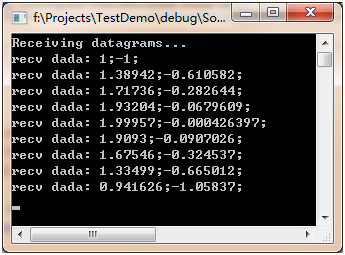 f:\Projects\TestDemo\debug\So...
Receiving datagrams...
recv dada: 1;-1;
recv dada: 1.38942;-0.610582;
recv dada: 1.71736;-0.282644;
recv dada: 1.93204;-0.0679609;
recv dada: 1.99957;-0.000426397;
recv dada: 1.9093;-0.0907026;
recv dada: 1.67546;-0.324537;
recv dada: 1.33499;-0.665012;
recv dada: 0.941626;-1.05837;